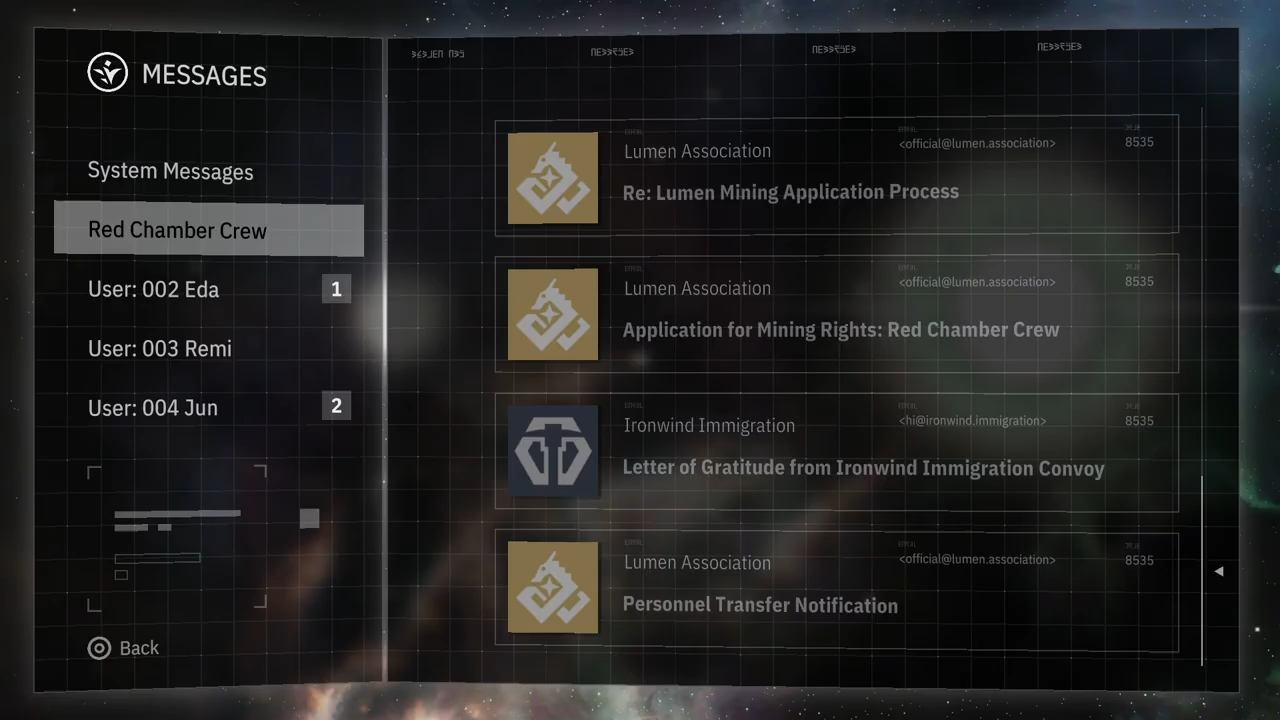 MESSAGES
System Messages
Red Chamber Crew
User: 002 Eda
1
User: 003 Remi
User: 004 Jun
2
Back
Lumen Association
<official@lumen.association>
8535
Re: Lumen Mining Application Process
Lumen Association
<official@lumen.association>
8535
Application for Mining Rights: Red Chamber Crew
Ironwind Immigration
<hi@ironwind.immigration>
8535
Letter of Gratitude from Ironwind Immigration Convoy
Lumen Association
<official@lumen.association>
8535
Personnel Transfer Notification